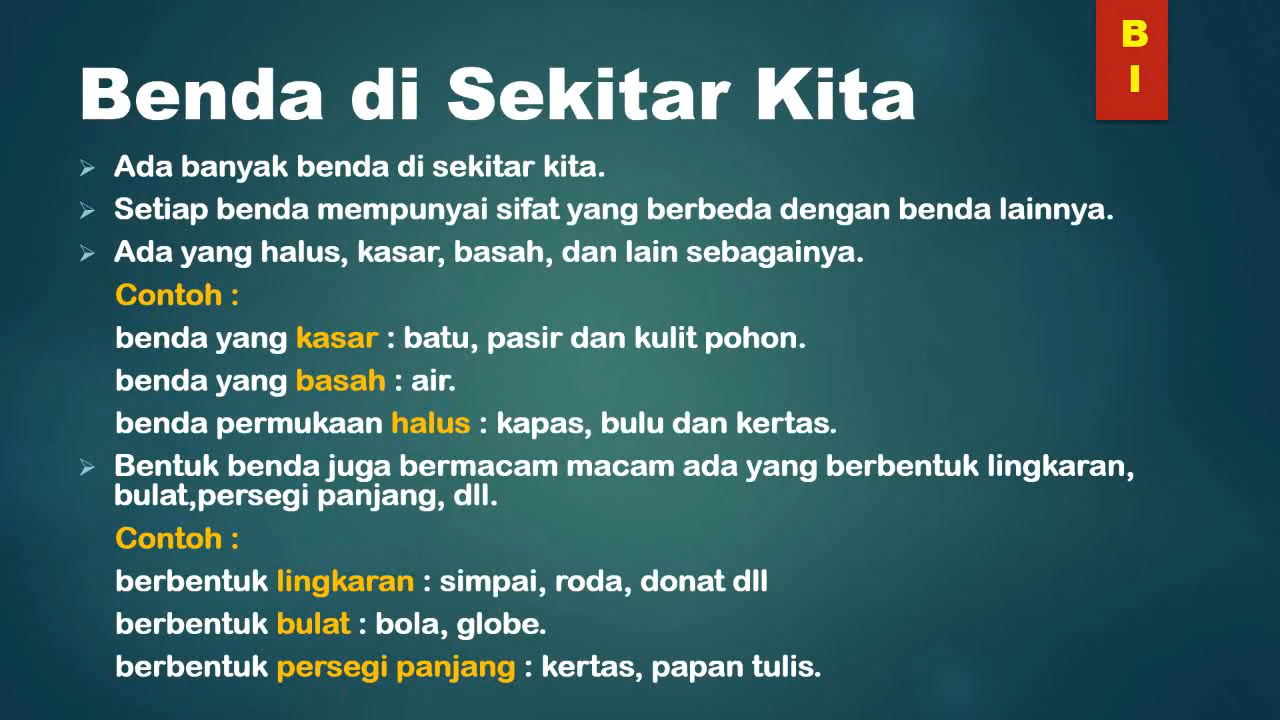 B
I
Benda di Sekitar Kita
Ada banyak benda di sekitar kita.
Setiap benda mempunyai sifat yang berbeda dengan benda lainnya.
Ada yang halus, kasar, basah, dan lain sebagainya.
Contoh :
benda yang kasar : batu, pasir dan kulit pohon.
benda yang basah : air.
benda permukaan halus : kapas, bulu dan kertas.
Bentuk benda juga bermacam macam ada yang berbentuk lingkaran,
bulat,persegi panjang, dll.
Contoh :
berbentuk lingkaran : simpai, roda, donat dll
berbentuk bulat : bola, globe.
berbentuk persegi panjang : kertas, papan tulis.